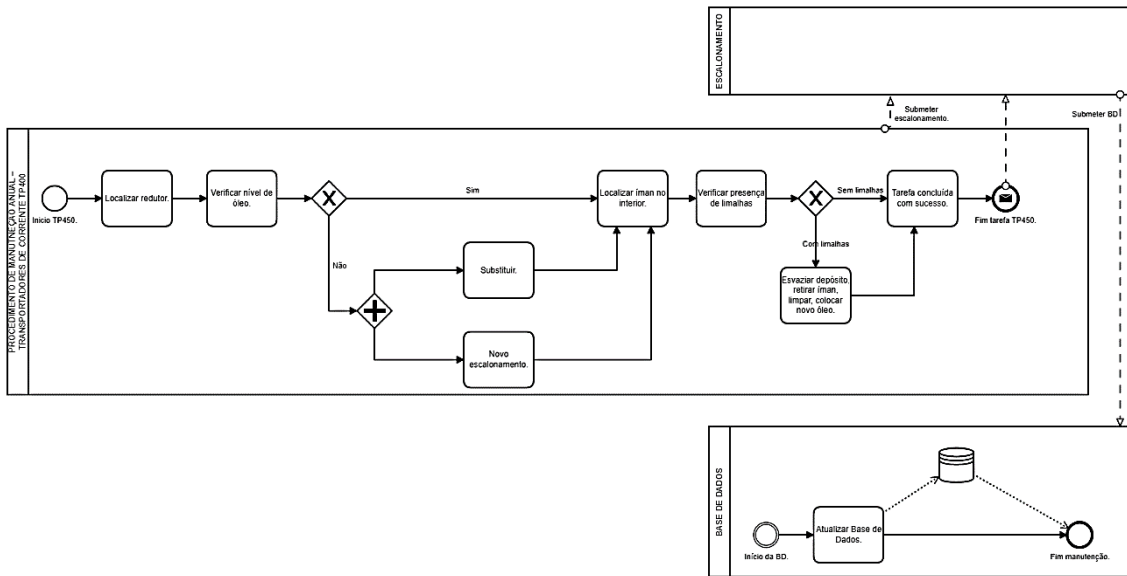 ESCALONAMENTO
Submeter
escalonamento.
Submeter BD
PROCEDIMENTO DE MANUTNEÇÃO ANUAL –
TRANSPORTADORES DE CORRENTE TP400
Inicio TP450.
Localizar redutor.
Verificar nível de
óleo.
Sim
Não
Substituir.
Novo
escalonamento.
Localizar íman no
interior.
Verificar presença
de limalhas
Sem limalhas
Com limalhas
Esvaziar depósito,
retirar íman,
limpar, colocar
novo óleo.
Tarefa concluída
com sucesso.
Fim tarefa TP450.
BASE DE DADOS
Início da BD.
Atualizar Base de
Dados.
Fim manutenção.